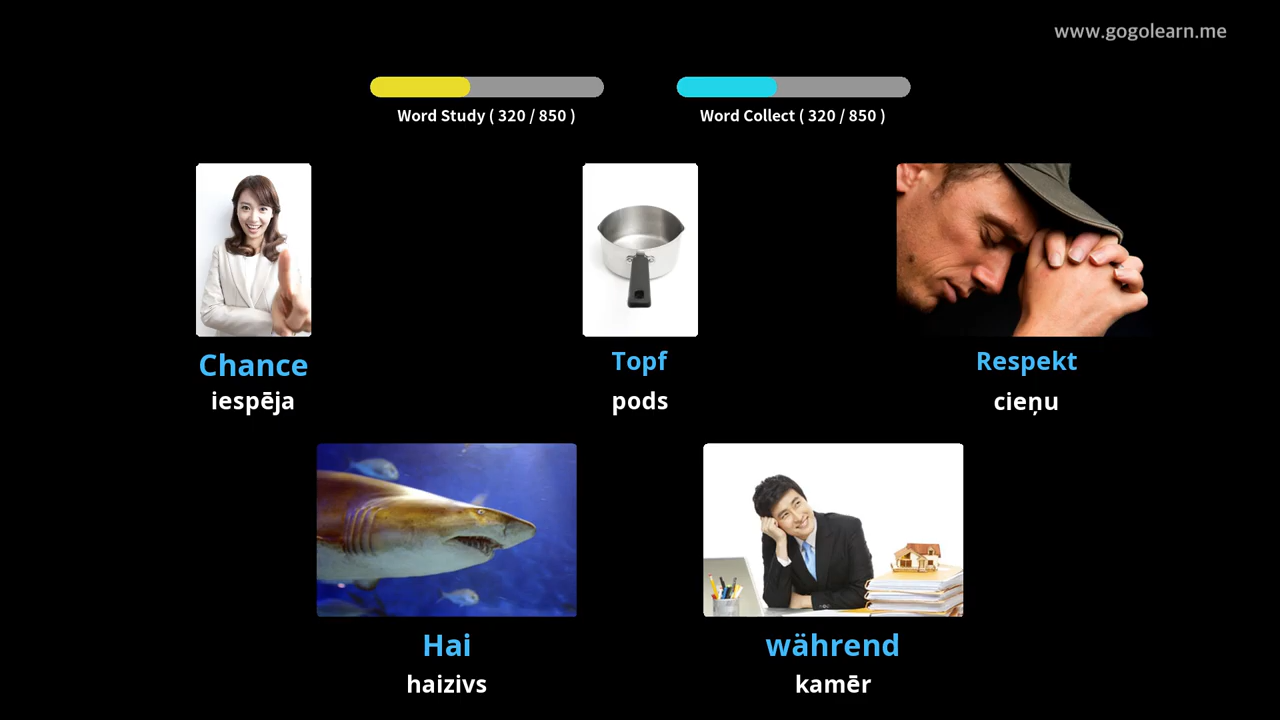 www.gogolearn.me
Word Study ( 320 / 850 )
Word Collect ( 320 / 850 )
Chance
iespēja
Topf
pods
Respekt
cieņu
Hai
haizivs
während
kamēr